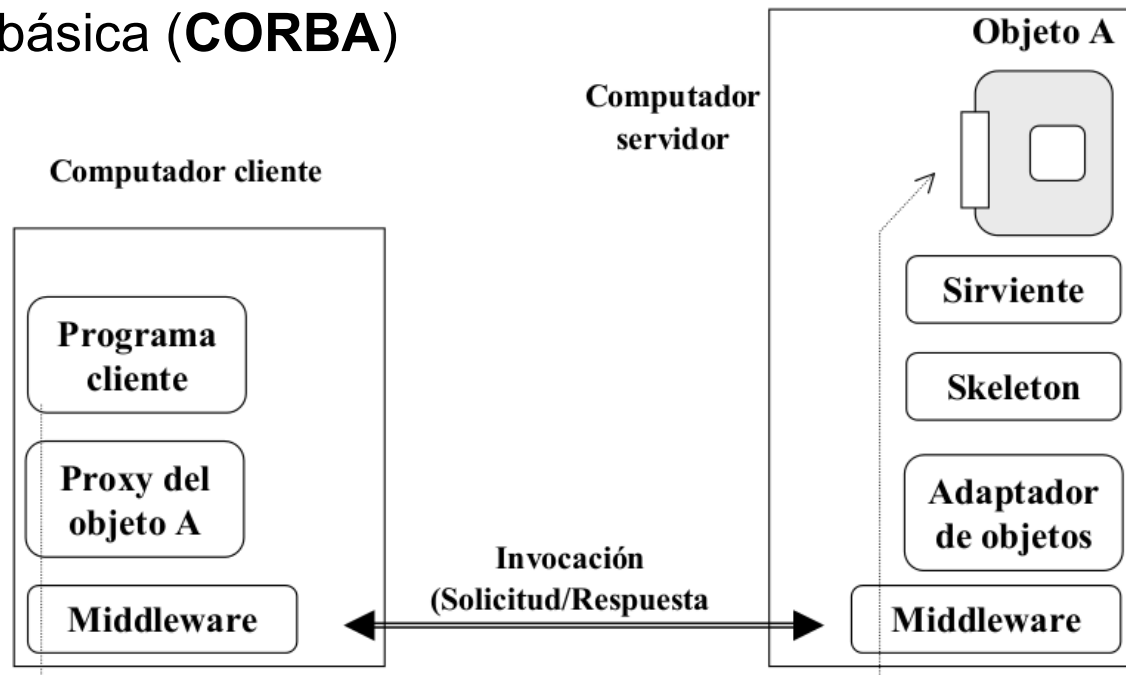 básica (CORBA)
Objeto A
Computador
servidor
Computador cliente
Sirviente
Programa
cliente
Skeleton
Proxy del
objeto A
Adaptador
de objetos
Invocación
(Solicitud/Respuesta
Middleware
Middleware